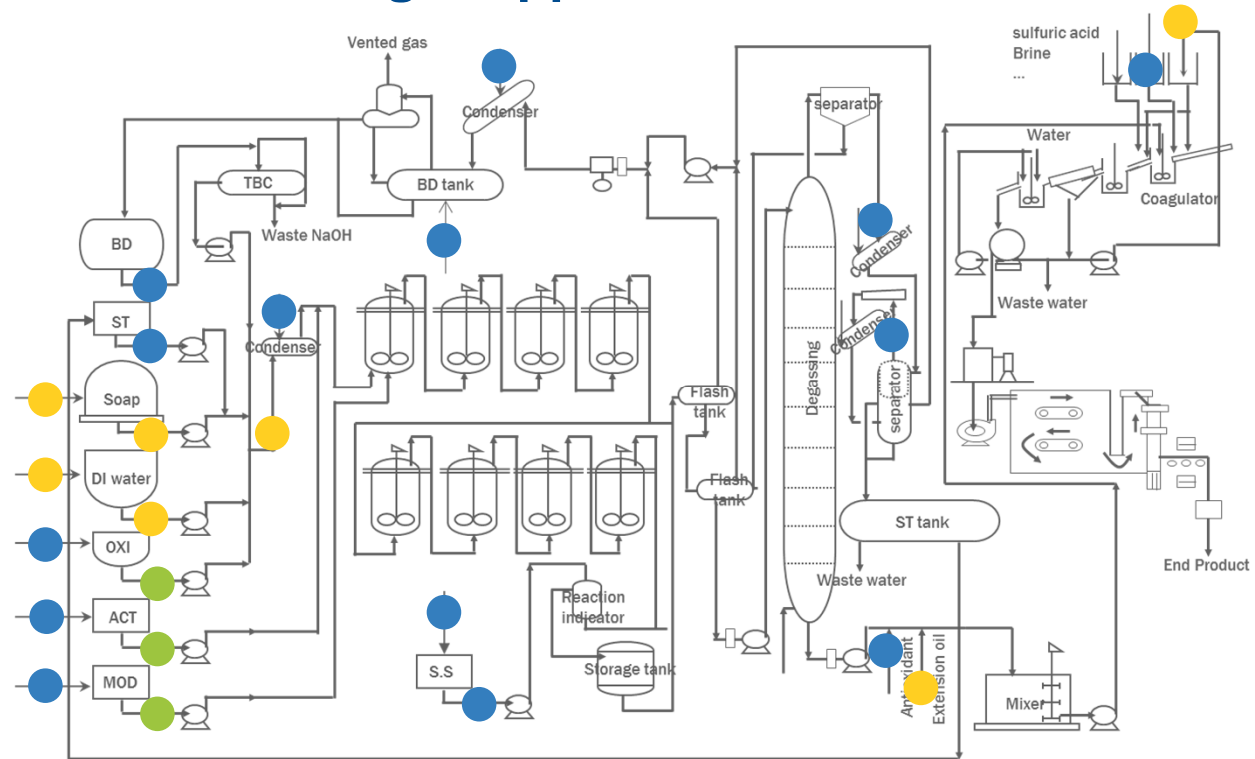 Vented gas
sulfuric acid
Brine
...
Condenser
separator
Water
TBC
BD tank
Coagulator
Waste NaOH
BD
Condenser
Waste water
ST
Condenser
Condenser
Degassing
Soap
Flash
tank
separator
DI water
Flash
tank
ST tank
OXI
End Product
Waste water
Reaction
indicator
ACT
Storage tank
S.S
MOD
Antioxidant
Extension oil
Mixer